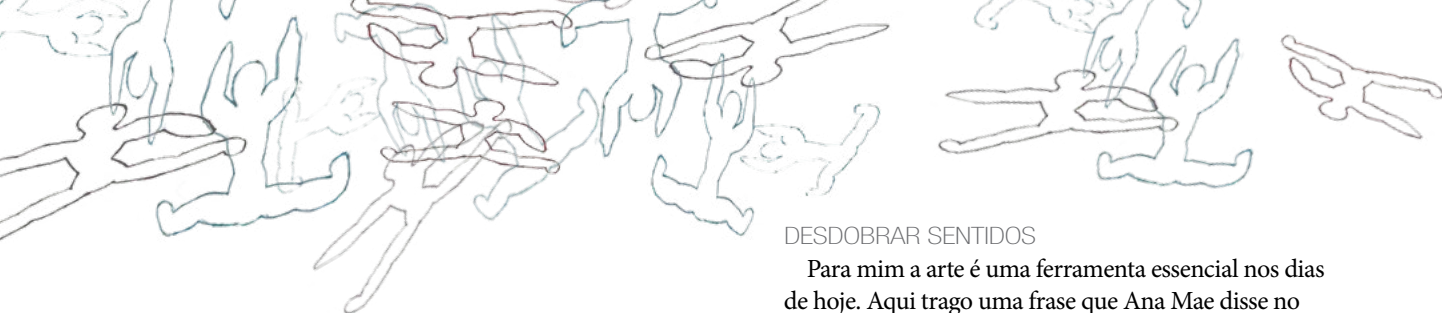 DESDOBRAR SENTIDOS
Para mim a arte é uma ferramenta essencial nos dias
de hoje. Aqui trago uma frase que Ana Mae disse no